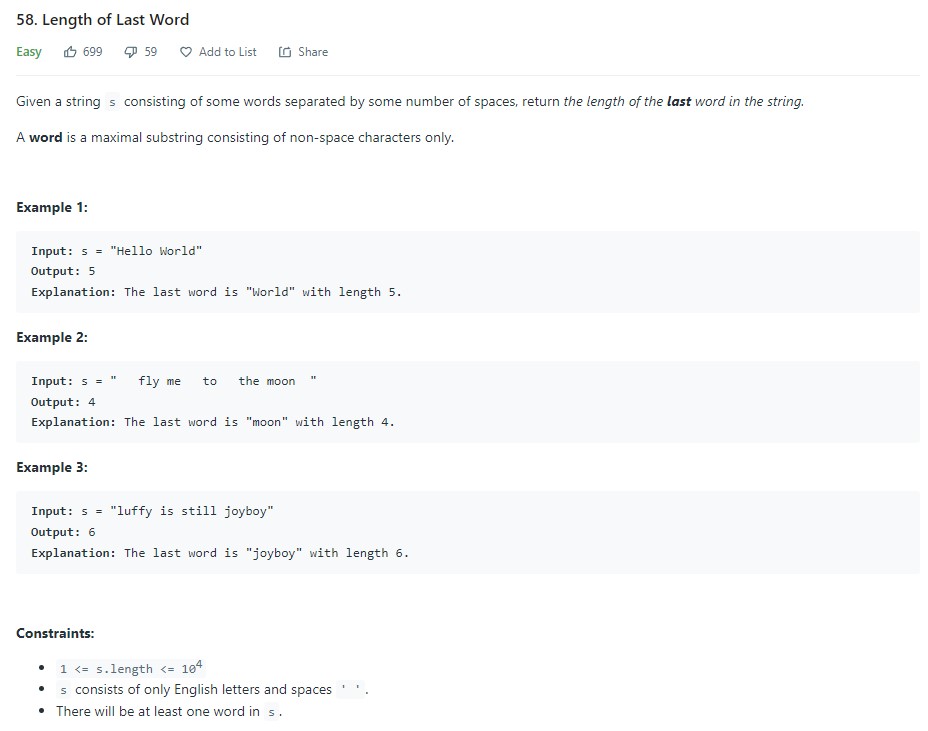 58. Length of Last Word
Easy 699 59 Add to List Share
Given a string s consisting of some words separated by some number of spaces, return the length of the last word in the string.
A word is a maximal substring consisting of non-space characters only.
Example 1:
Input: s = "Hello World"
Output: 5
Explanation: The last word is "World" with length 5.
Example 2:
Input: s = "   fly me   to   the moon  "
Output: 4
Explanation: The last word is "moon" with length 4.
Example 3:
Input: s = "luffy is still joyboy"
Output: 6
Explanation: The last word is "joyboy" with length 6.
Constraints:
• 1 <= s.length <= 10⁴
• s consists of only English letters and spaces ' '.
• There will be at least one word in s.